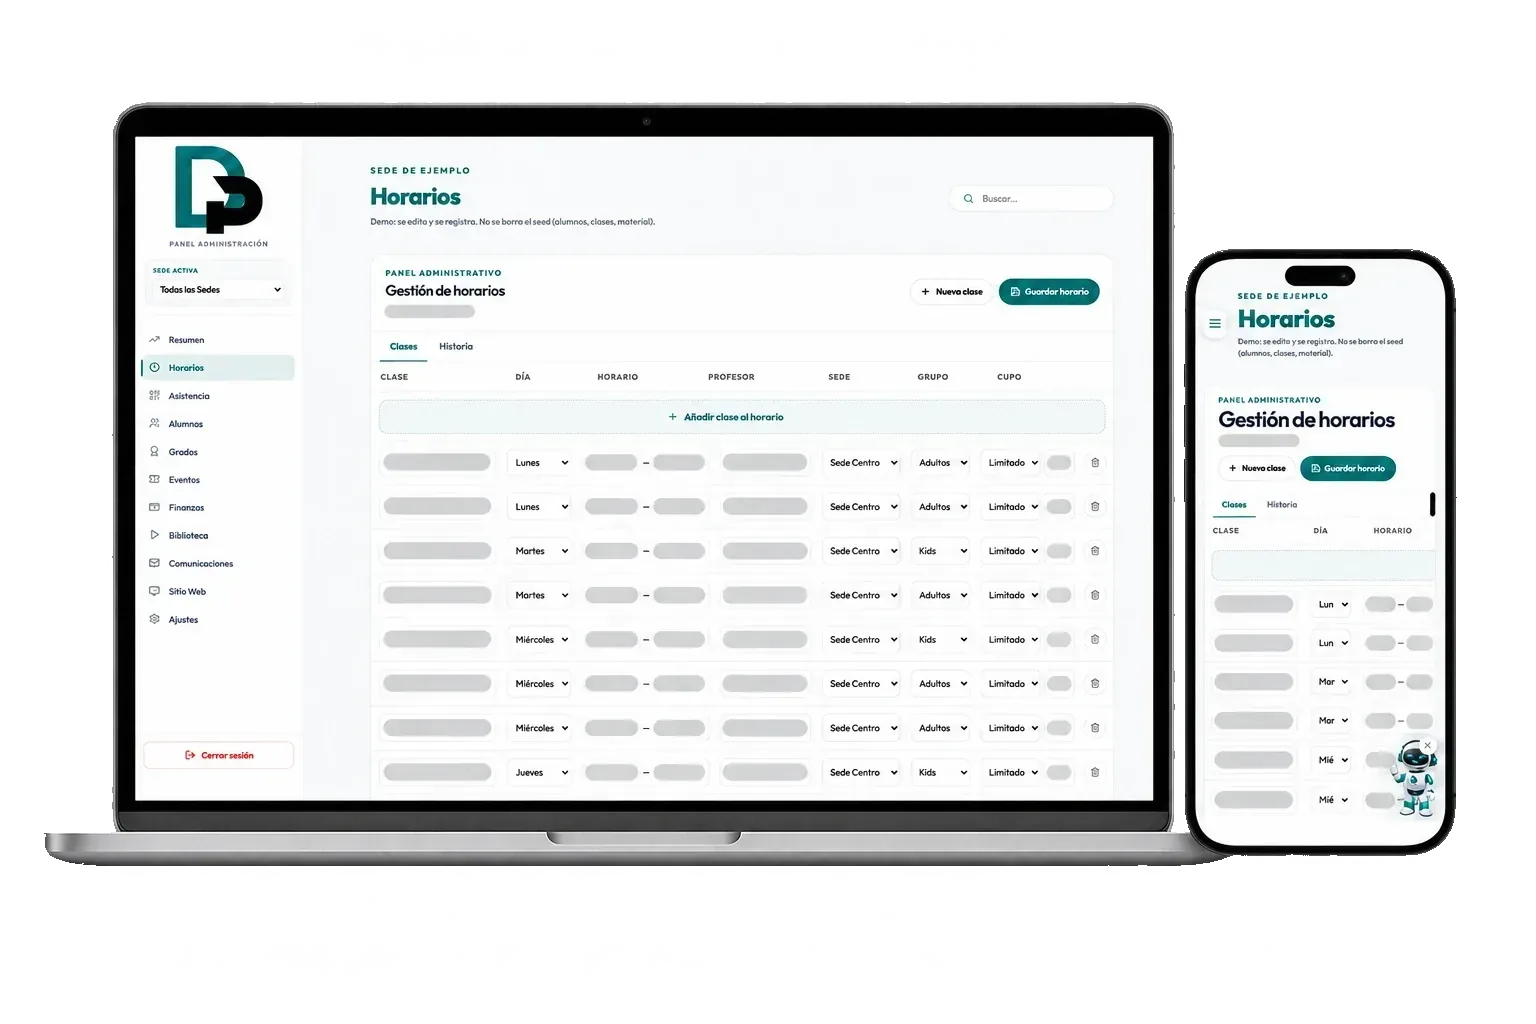 DP
PANEL ADMINISTRACIÓN
SEDE ACTIVA
Todas las Sedes
Resumen
Horarios
Asistencia
Alumnos
Grados
Eventos
Finanzas
Biblioteca
Comunicaciones
Sitio Web
Ajustes
Cerrar sesión
SEDE DE EJEMPLO
Horarios
Demo: se edita y se registra. No se borra el seed (alumnos, clases, material).
Buscar...
PANEL ADMINISTRATIVO
Gestión de horarios
+ Nueva clase
Guardar horario
Clases Historia
CLASE DÍA HORARIO PROFESOR SEDE GRUPO CUPO
+ Añadir clase al horario
Lunes – Sede Centro Adultos Limitado
Lunes – Sede Centro Adultos Limitado
Martes – Sede Centro Kids Limitado
Martes – Sede Centro Adultos Limitado
Miércoles – Sede Centro Kids Limitado
Miércoles – Sede Centro Adultos Limitado
Miércoles – Sede Centro Adultos Limitado
Jueves – Sede Centro Kids Limitado
SEDE DE EJEMPLO
Horarios
Demo: se edita y se registra. No se borra el seed
(alumnos, clases, material).
PANEL ADMINISTRATIVO
Gestión de horarios
+ Nueva clase Guardar horario
Clases Historia
CLASE DÍA HORARIO
Lun –
Lun –
Mar –
Mar –
Mié
Mié